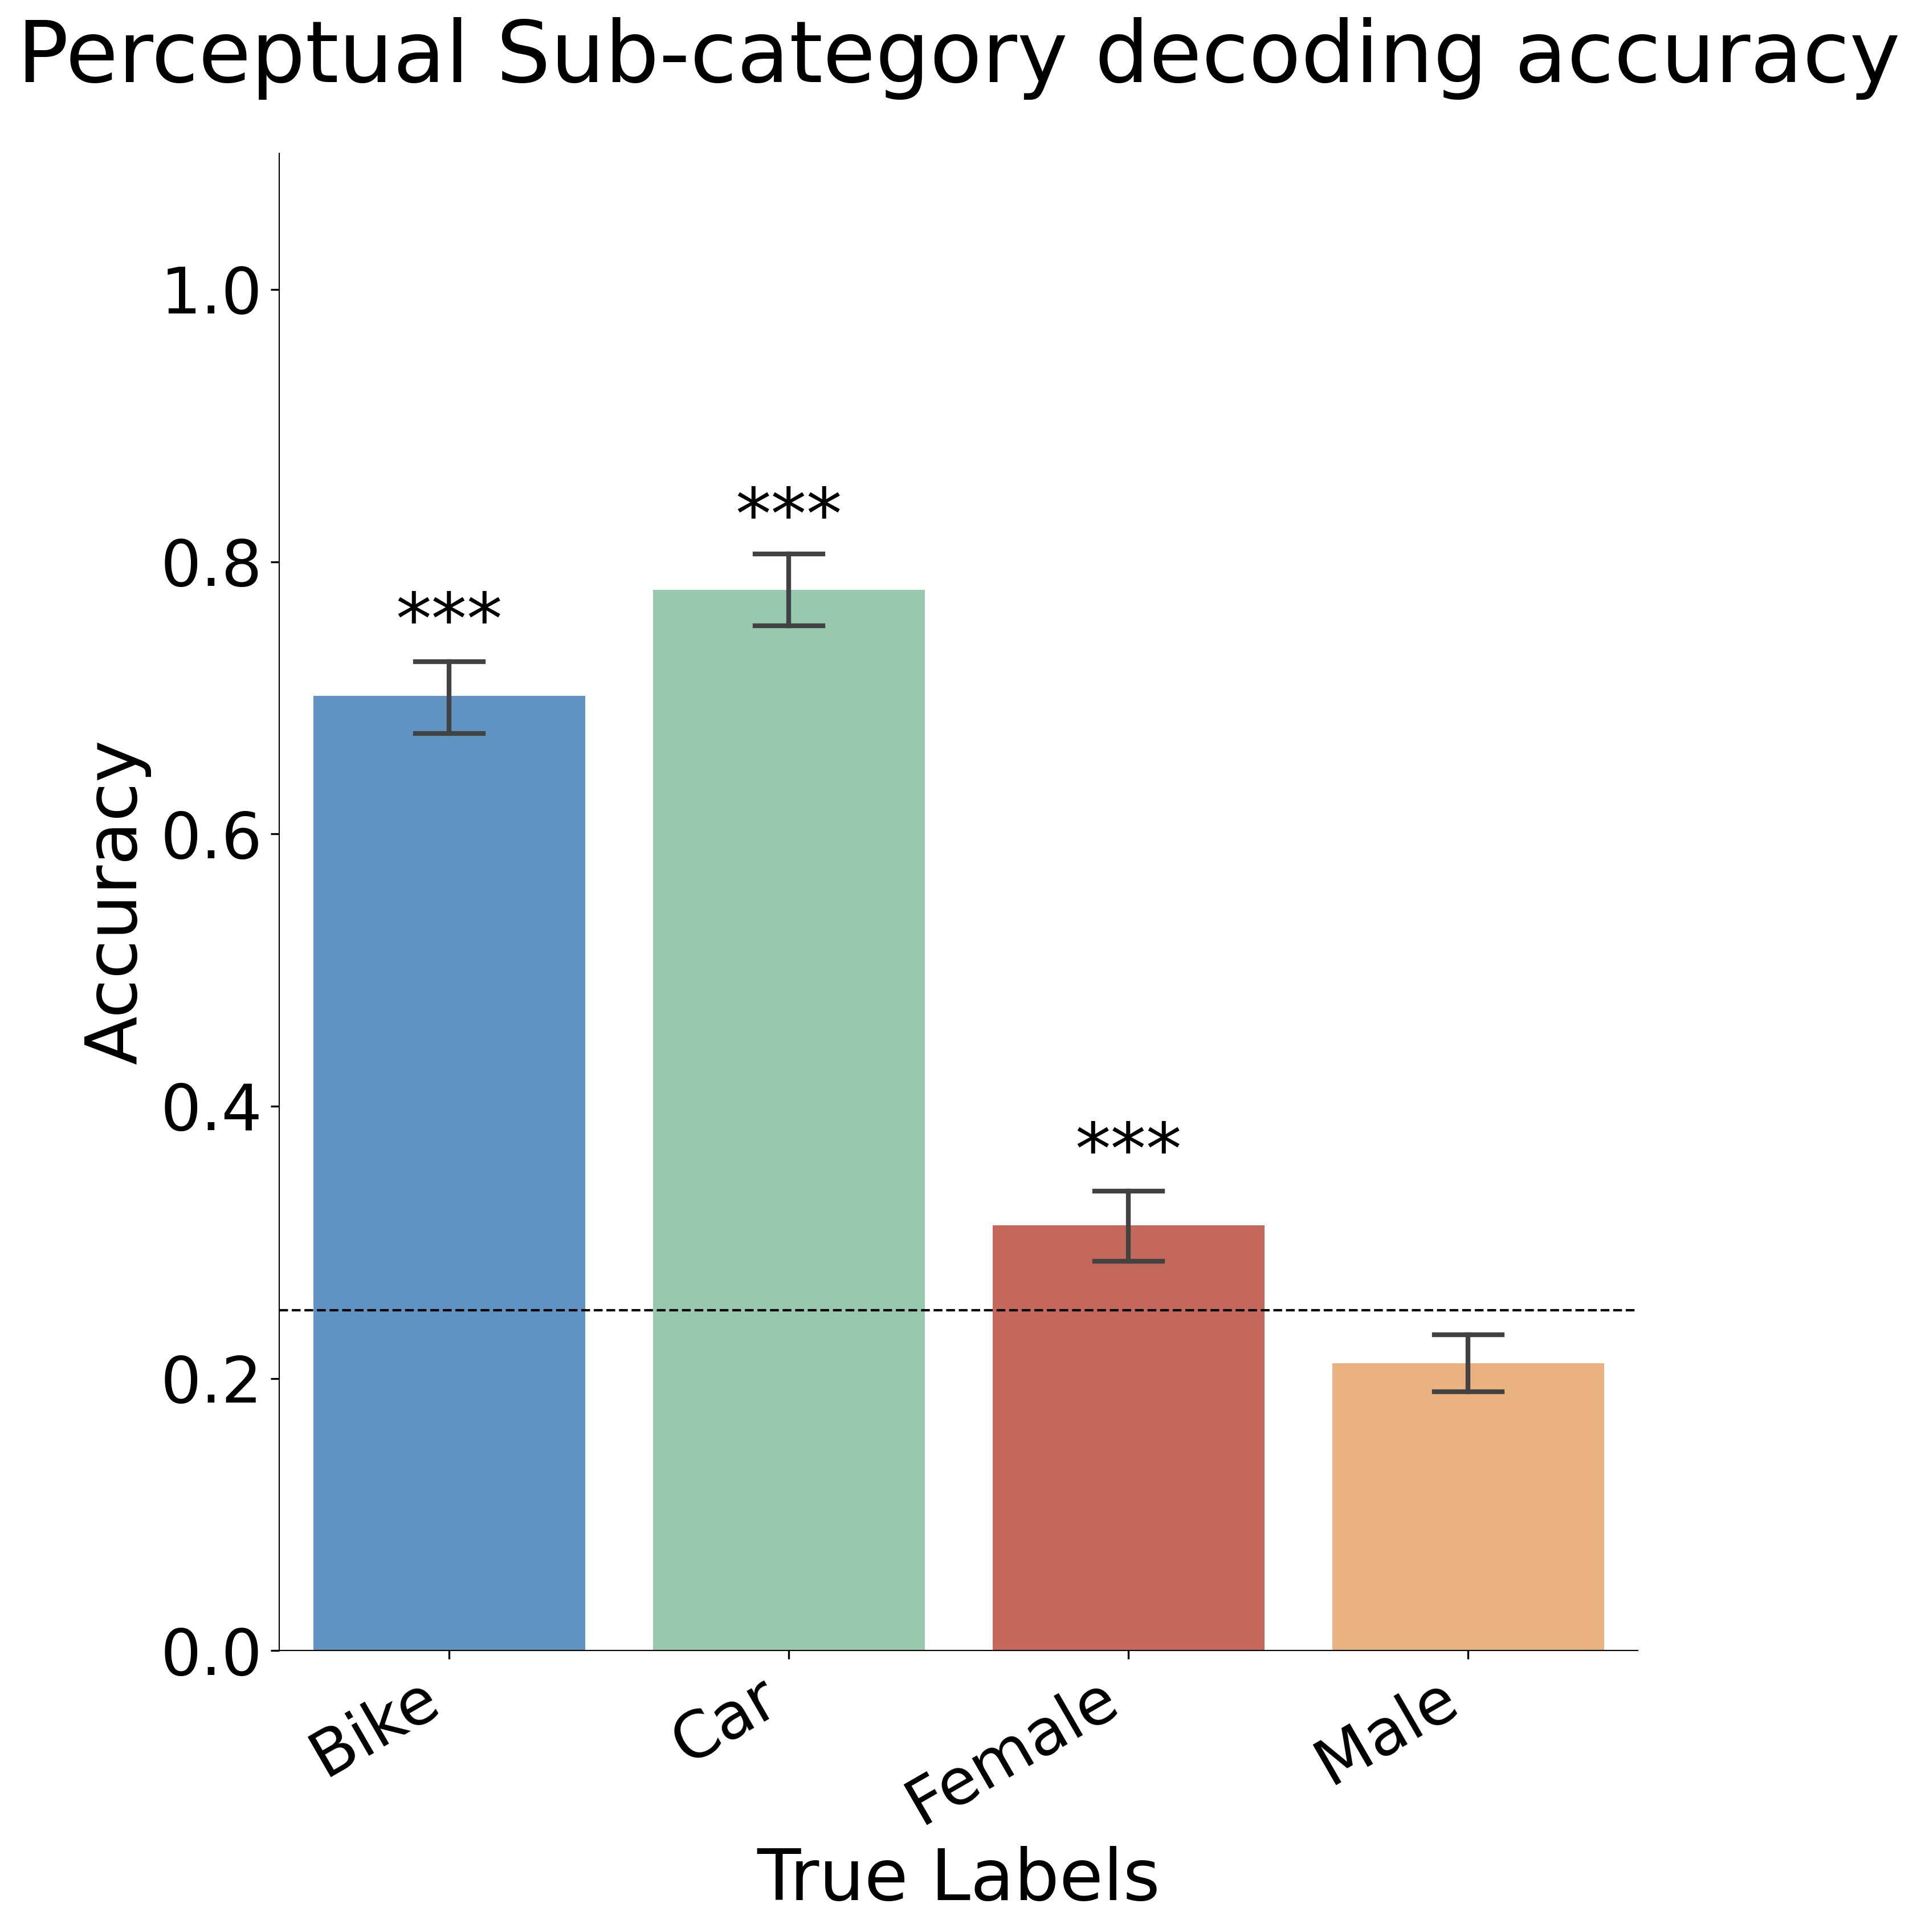 Perceptual Sub-category decoding accuracy
1.0
0.8
0.6
0.4
0.2
0.0
Accuracy
***
***
***
Bike
Car
Female
Male
True Labels